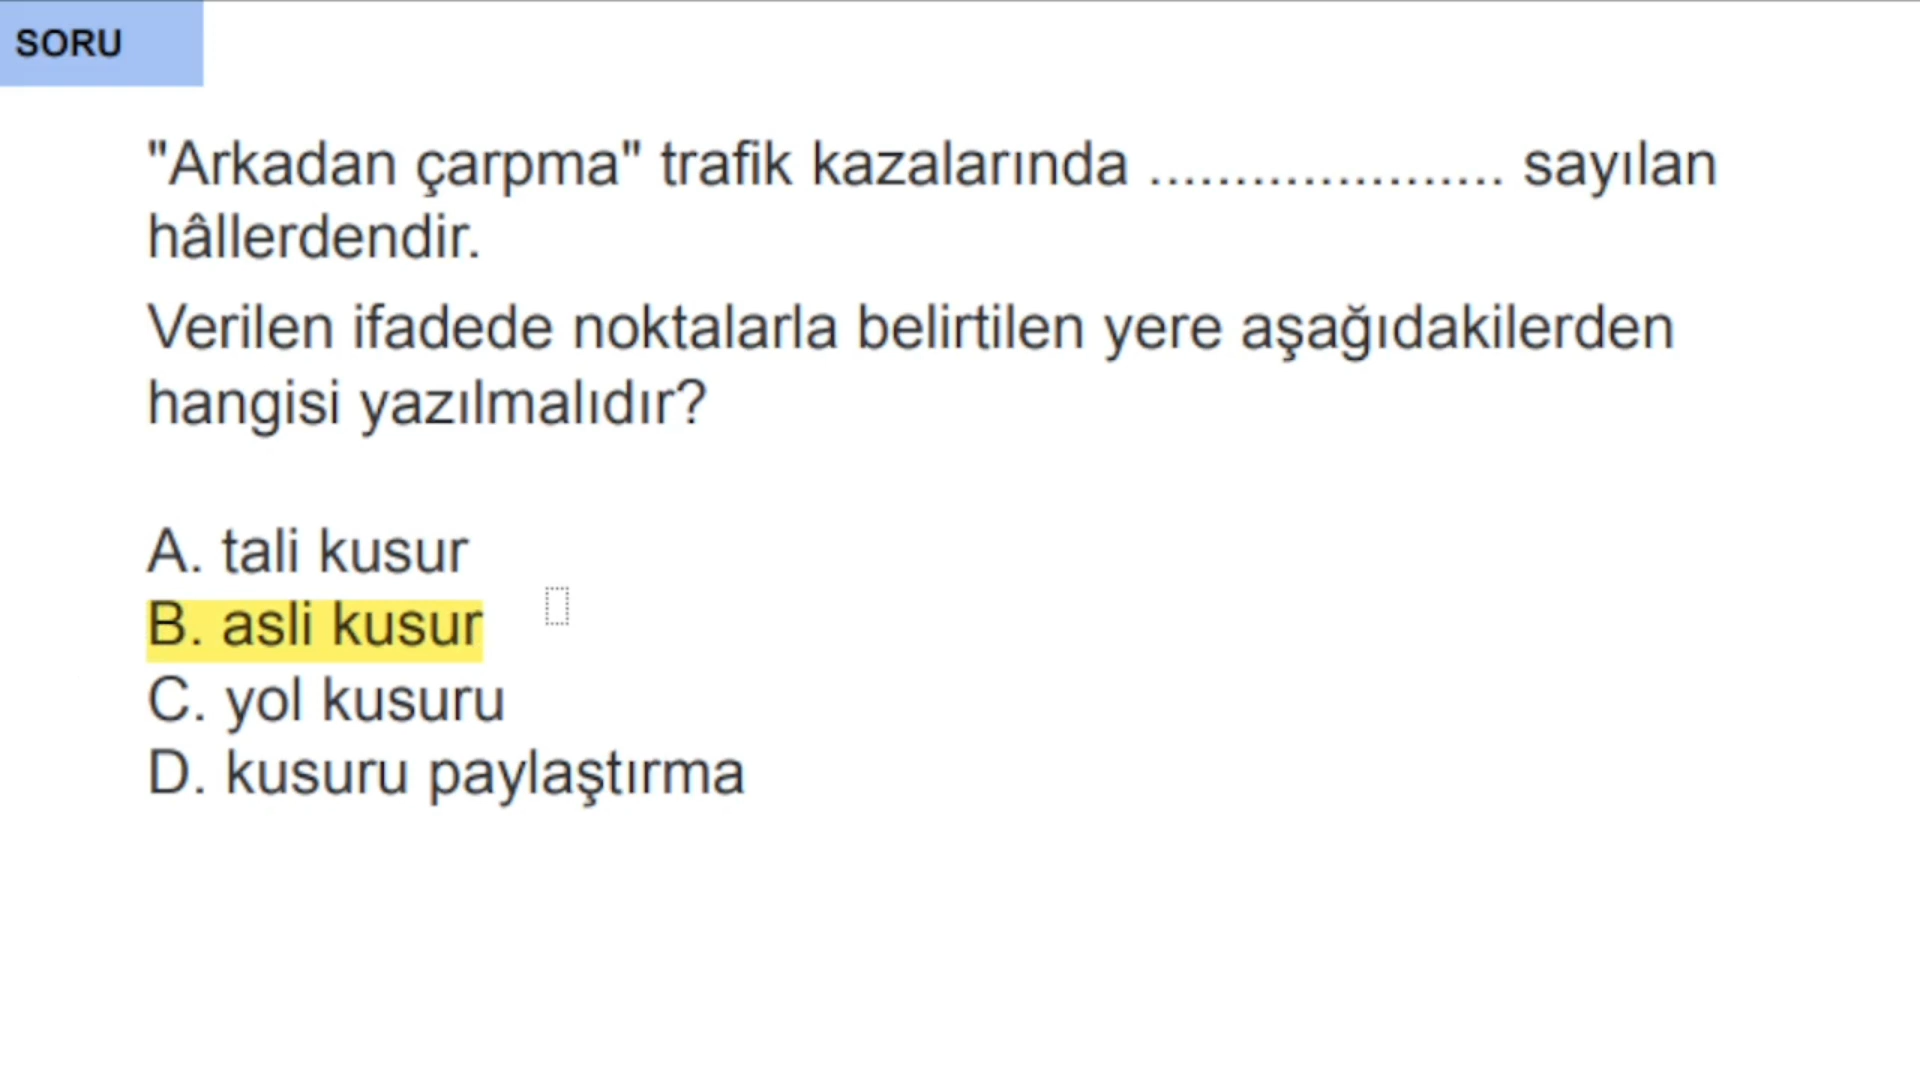 SORU
"Arkadan çarpma" trafik kazalarında ..................... sayılan
hâllerdendir.
Verilen ifadede noktalarla belirtilen yere aşağıdakilerden
hangisi yazılmalıdır?
A. tali kusur
B. asli kusur
C. yol kusuru
D. kusuru paylaştırma